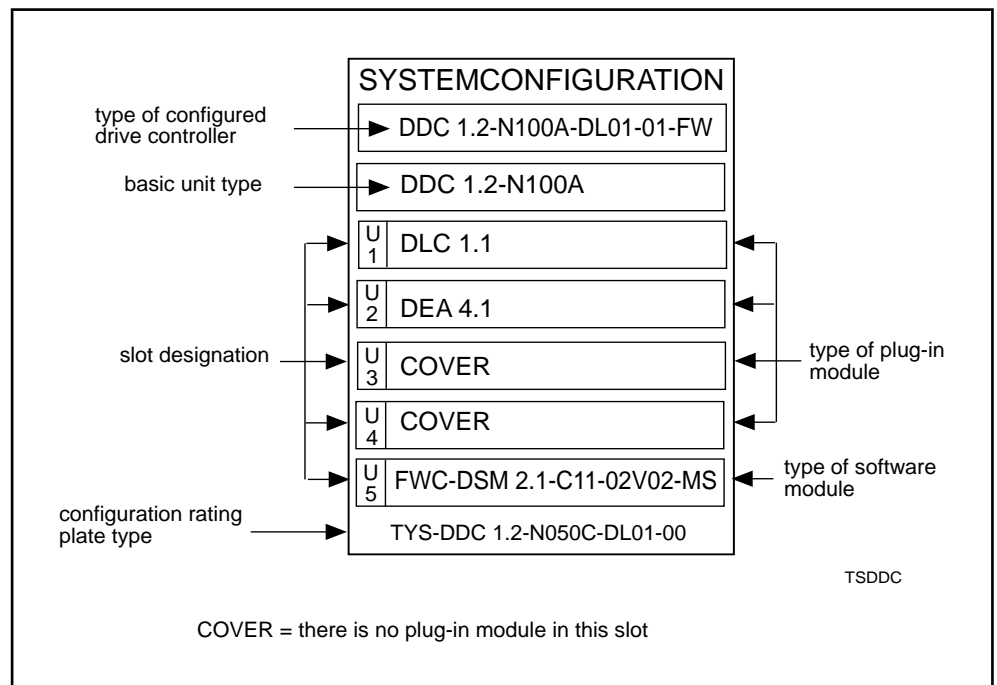 SYSTEMCONFIGURATION
type of configured
drive controller
DDC 1.2-N100A-DL01-01-FW
basic unit type
DDC 1.2-N100A
U
1
DLC 1.1
U
2
DEA 4.1
slot designation
U
3
COVER
type of plug-in
module
U
4
COVER
U
5
FWC-DSM 2.1-C11-02V02-MS
type of software
module
configuration rating
plate type
TYS-DDC 1.2-N050C-DL01-00
TSDDC
COVER = there is no plug-in module in this slot